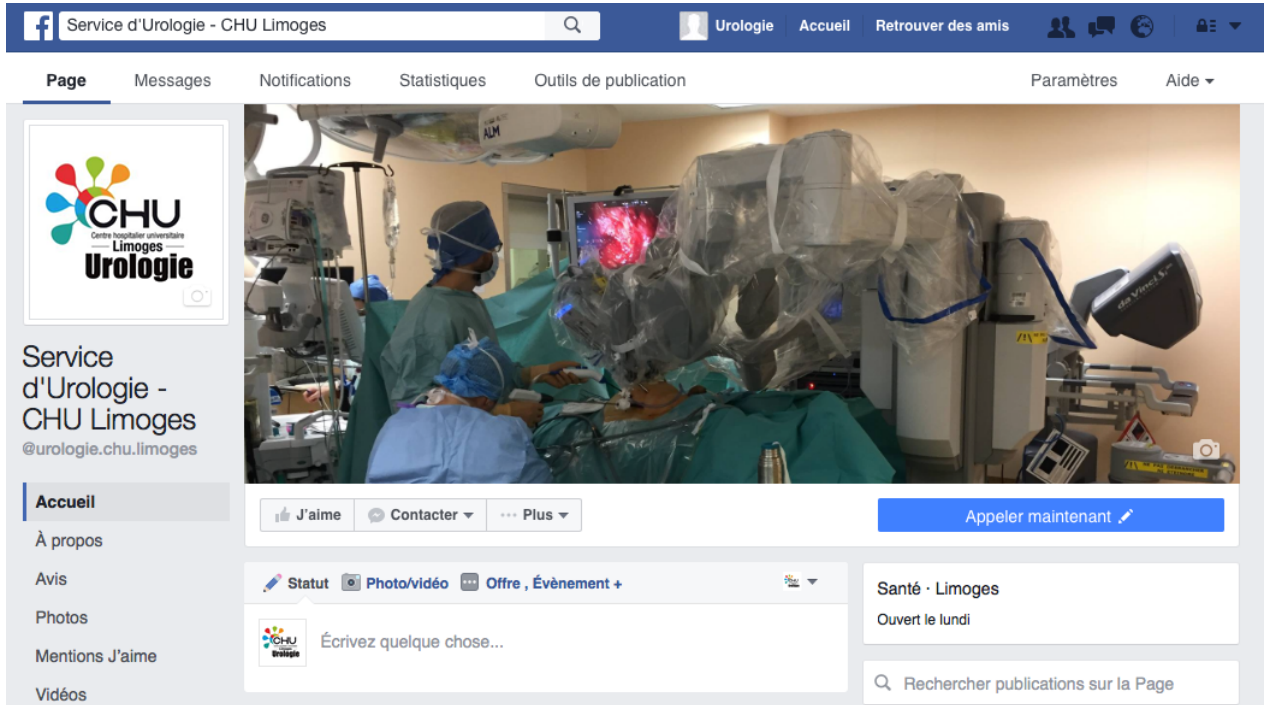 Service d'Urologie - CHU Limoges
Urologie
Accueil
Retrouver des amis
Page
Messages
Notifications
Statistiques
Outils de publication
Paramètres
Aide
CHU
Centre hospitalier universitaire
Limoges
Urologie
ALM
da Vinci S
Service
d'Urologie -
CHU Limoges
@urologie.chu.limoges
Accueil
À propos
Avis
Photos
Mentions J'aime
Vidéos
J'aime
Contacter
Plus
Appeler maintenant
Statut
Photo/vidéo
Offre , Évènement +
CHU
Urologie
Écrivez quelque chose...
Santé · Limoges
Ouvert le lundi
Rechercher publications sur la Page